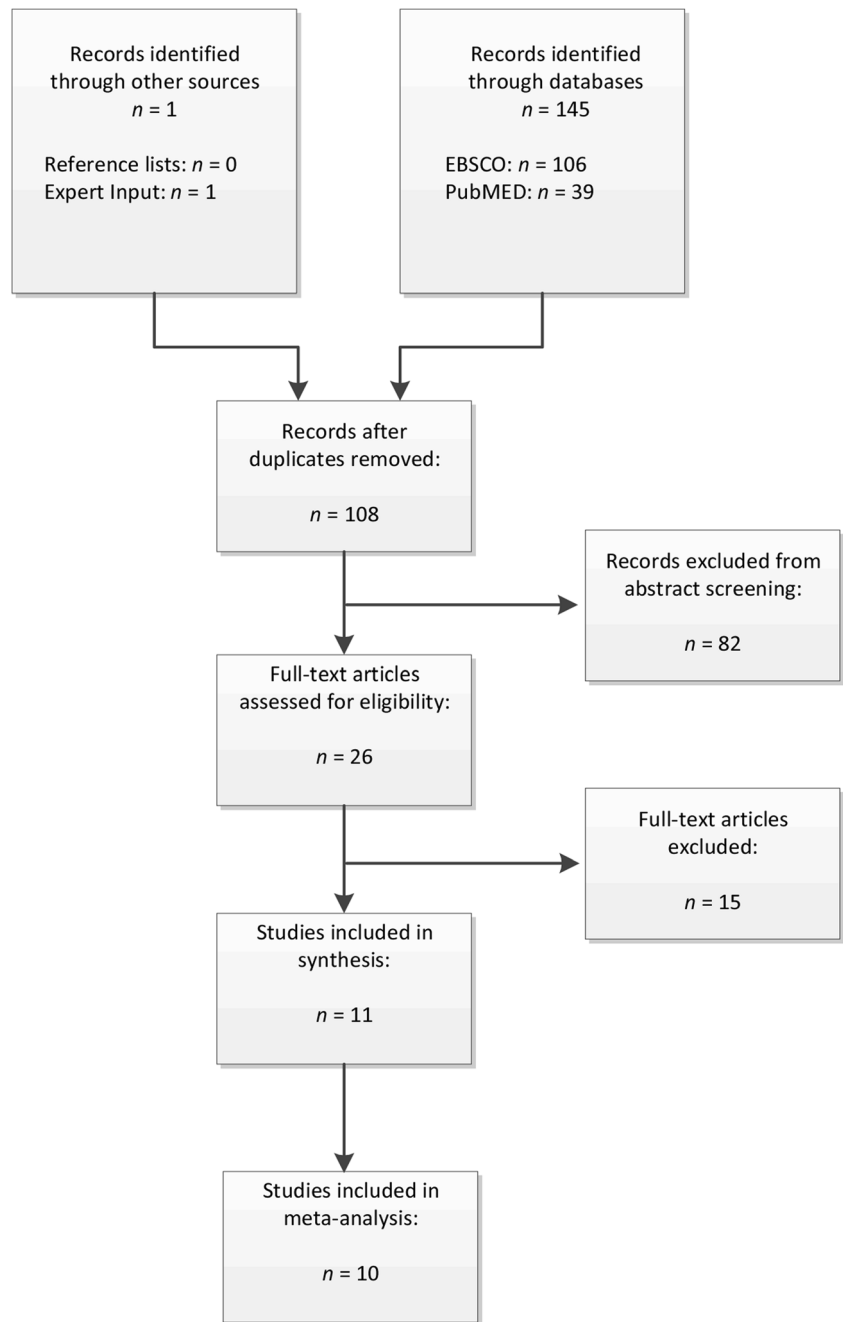 Records identified
through other sources
n = 1
Reference lists: n = 0
Expert Input: n = 1
Records identified
through databases
n = 145
EBSCO: n = 106
PubMED: n = 39
Records after
duplicates removed:
n = 108
Records excluded from
abstract screening:
n = 82
Full-text articles
assessed for eligibility:
n = 26
Full-text articles
excluded:
n = 15
Studies included in
synthesis:
n = 11
Studies included in
meta-analysis:
n = 10